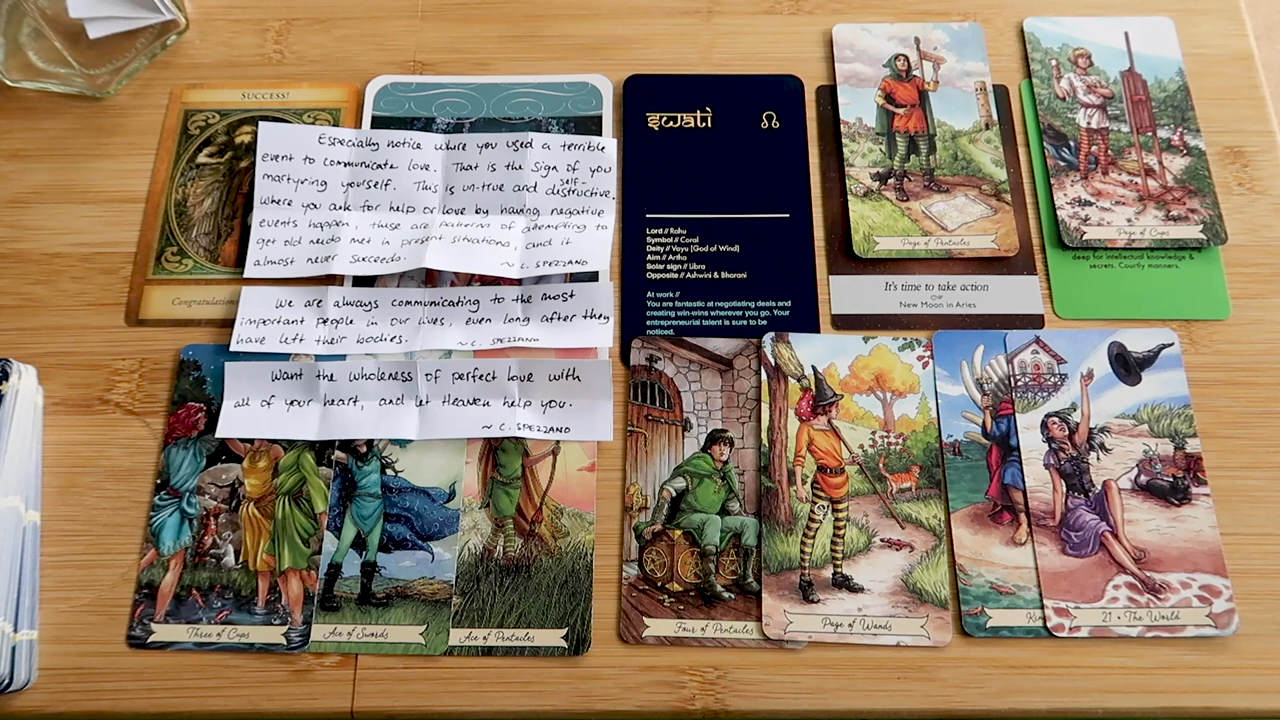 SUCCESS!
Congratulations
Especially notice where you used a terrible
event to communicate love. That is the sign of you
martyring yourself. This is un-true and self-destructive.
Where you ask for help or love by having negative
events happen, these are patterns of attempting to
get old needs met in present situations, and it
almost never succeeds.
~ C. SPEZZANO
We are always communicating to the most
important people in our lives, even long after they
have left their bodies.
~ C. SPEZZANO
Want the wholeness of perfect love with
all of your heart, and let Heaven help you.
~ C. SPEZZANO
swati
Lord // Rahu
Symbol // Coral
Deity // Vayu (God of Wind)
Aim // Artha
Solar sign // Libra
Opposite // Ashwini & Bharani
At work //
You are fantastic at negotiating deals and
creating win-wins wherever you go. Your
entrepreneurial talent is sure to be
noticed.
Page of Pentacles
It's time to take action
New Moon in Aries
Page of Cups
deep for intellectual knowledge &
secrets. Courtly manners.
Three of Cups
Ace of Swords
Ace of Pentacles
Four of Pentacles
Page of Wands
Kin
21 • The World